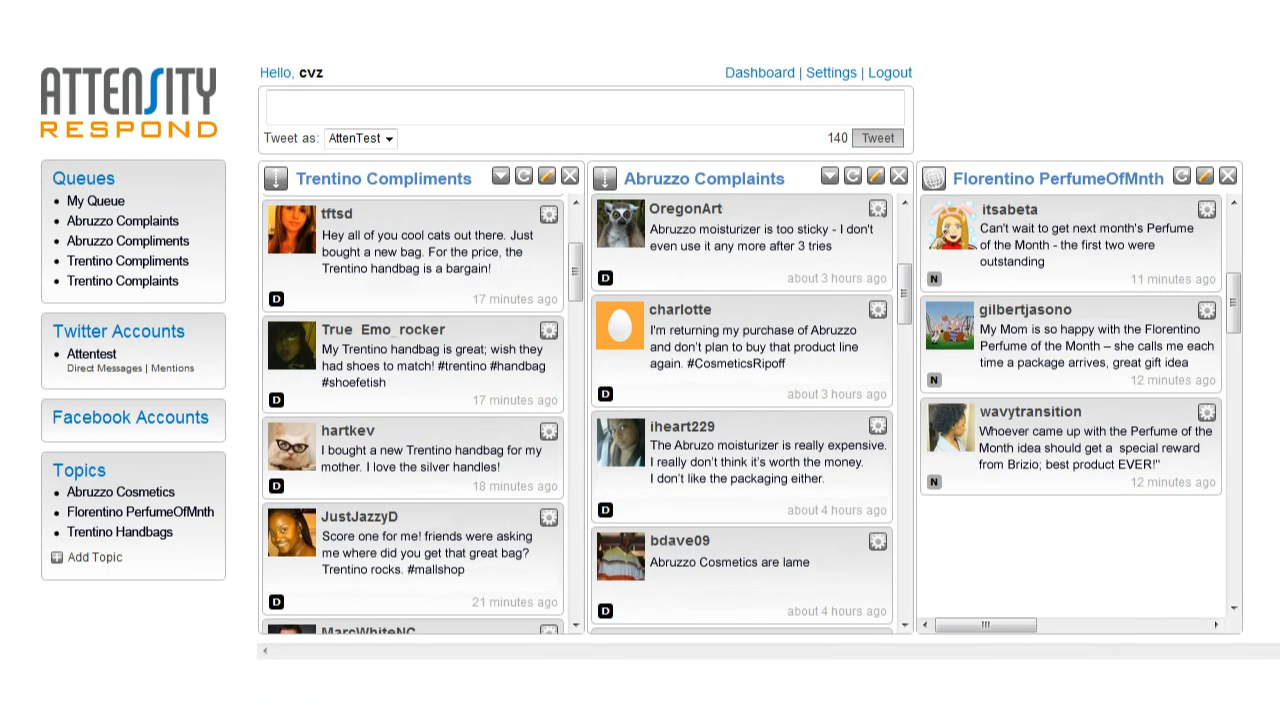 ATTENSITY
RESPOND
Hello, cvz
Dashboard | Settings | Logout
Tweet as: AttenTest
140 Tweet
Queues
My Queue
Abruzzo Complaints
Abruzzo Compliments
Trentino Compliments
Trentino Complaints
Twitter Accounts
Attentest
Direct Messages | Mentions
Facebook Accounts
Topics
Abruzzo Cosmetics
Florentino PerfumeOfMnth
Trentino Handbags
Add Topic
Trentino Compliments
tftsd
Hey all of you cool cats out there. Just
bought a new bag. For the price, the
Trentino handbag is a bargain!
D
17 minutes ago
True_Emo_rocker
My Trentino handbag is great; wish they
had shoes to match! #trentino #handbag
#shoefetish
D
17 minutes ago
hartkev
I bought a new Trentino handbag for my
mother. I love the silver handles!
D
18 minutes ago
JustJazzyD
Score one for me! friends were asking
me where did you get that great bag?
Trentino rocks. #mallshop
D
21 minutes ago
MarcWhiteNC
Abruzzo Complaints
OregonArt
Abruzzo moisturizer is too sticky - I don't
even use it any more after 3 tries
D
about 3 hours ago
charlotte
I'm returning my purchase of Abruzzo
and don't plan to buy that product line
again. #CosmeticsRipoff
D
about 3 hours ago
iheart229
The Abruzo moisturizer is really expensive.
I really don't think it's worth the money.
I don't like the packaging either.
D
about 4 hours ago
bdave09
Abruzzo Cosmetics are lame
D
about 4 hours ago
Florentino PerfumeOfMnth
itsabeta
Can't wait to get next month's Perfume
of the Month - the first two were
outstanding
N
11 minutes ago
gilbertjasono
My Mom is so happy with the Florentino
Perfume of the Month – she calls me each
time a package arrives, great gift idea
N
12 minutes ago
wavytransition
Whoever came up with the Perfume of the
Month idea should get a special reward
from Brizio; best product EVER!"
N
12 minutes ago